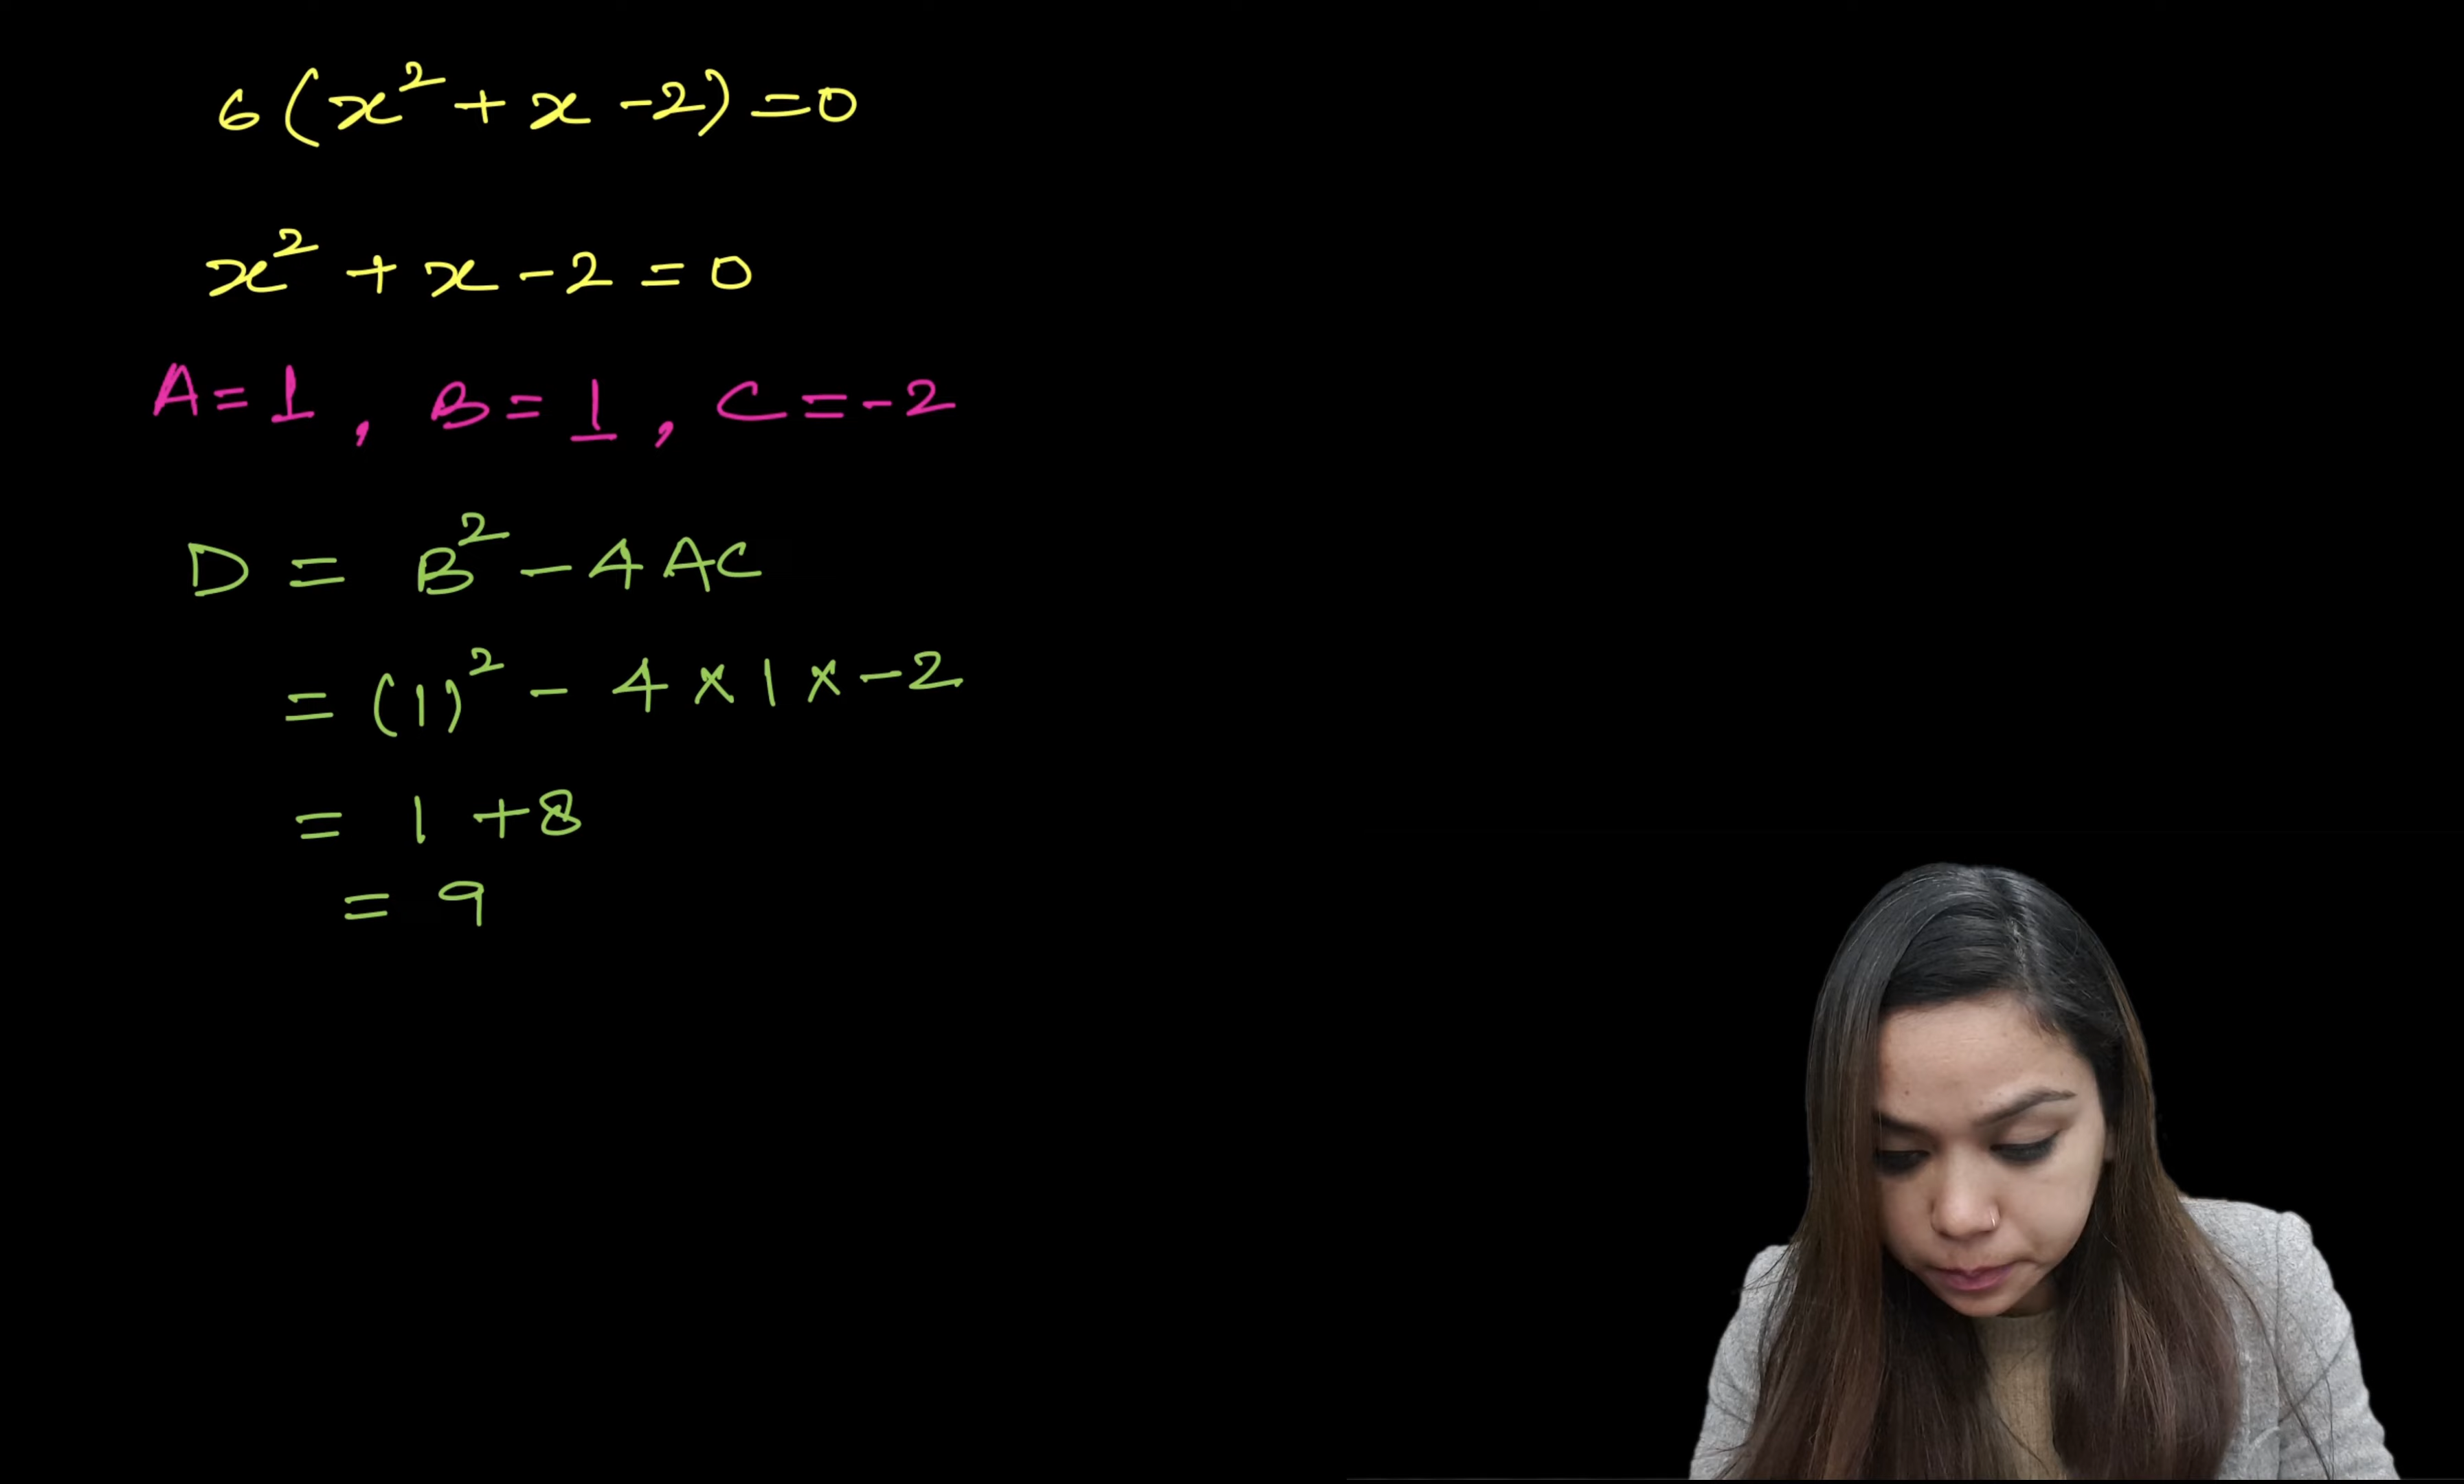 6(x² + x - 2) = 0
x² + x - 2 = 0
A = 1, B = 1, C = -2
D = B² - 4AC
= (1)² - 4 × 1 × -2
= 1 + 8
= 9